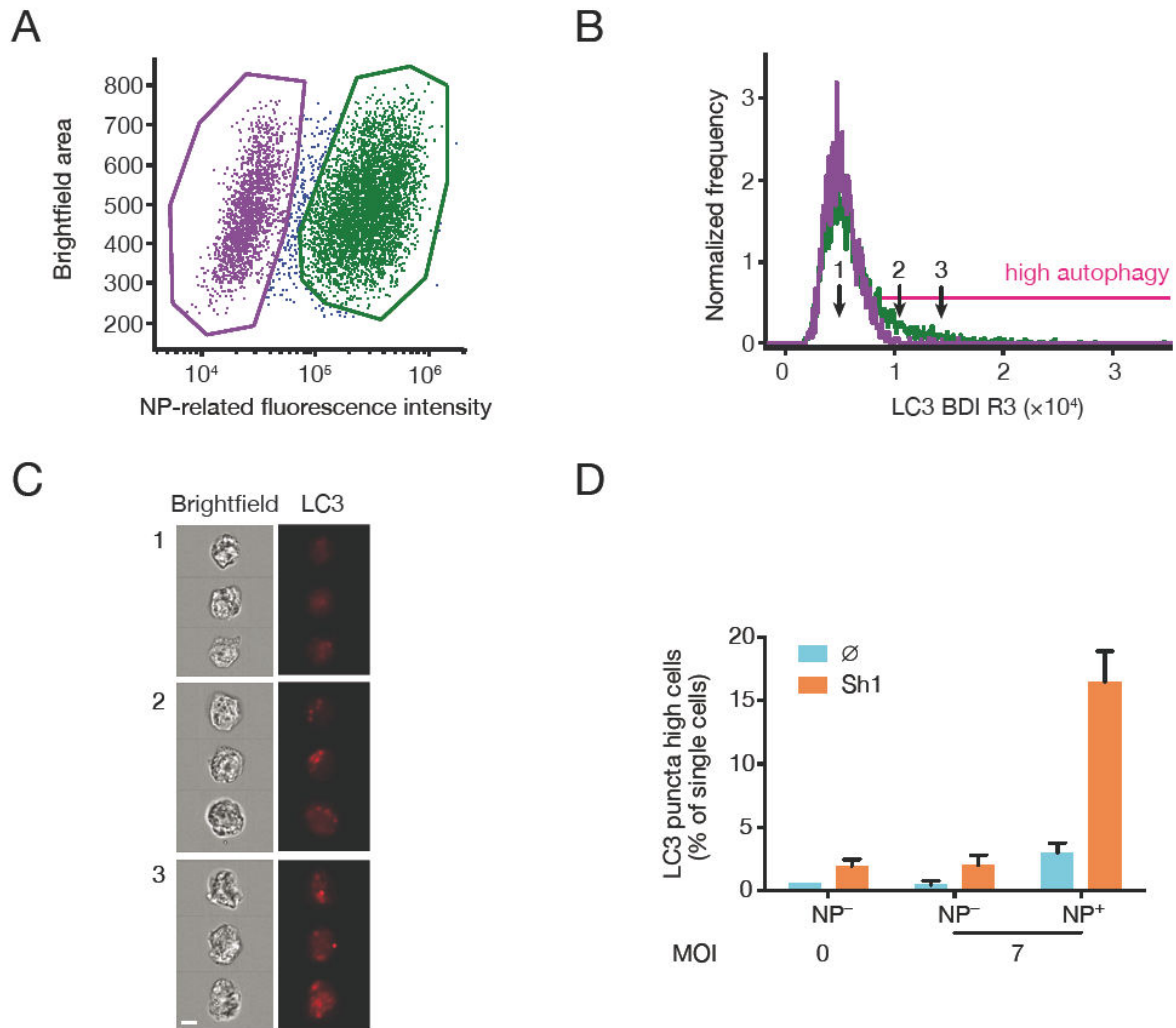 A
Brightfield area
800
700
600
500
400
300
200
10⁴
10⁵
10⁶
NP-related fluorescence intensity
B
Normalized frequency
3
2
1
0
1
2
3
high autophagy
0
1
2
3
LC3 BDI R3 (×10⁴)
C
Brightfield
LC3
1
2
3
D
LC3 puncta high cells
(% of single cells)
20
15
10
5
0
Ø
Sh1
NP⁻
NP⁻
NP⁺
MOI
0
7